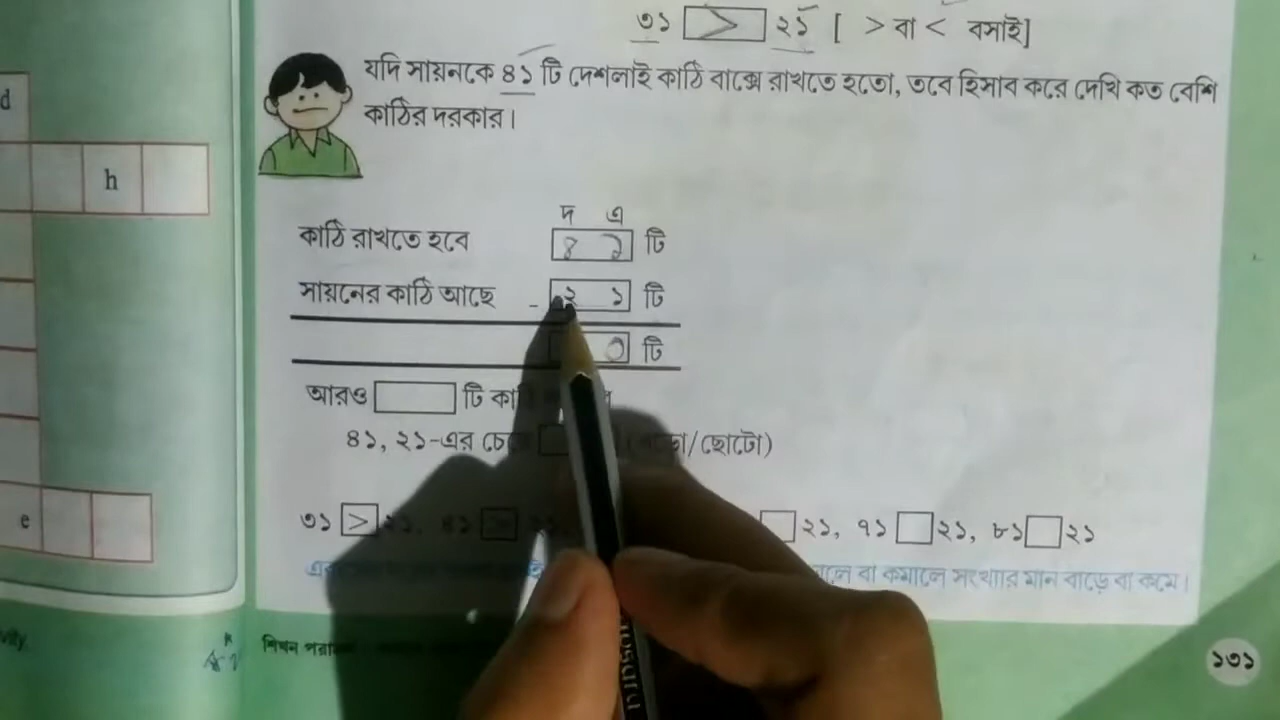 ৩১ > ২১ [ > বা < বসাই]
যদি সায়নকে ৪১ টি দেশলাই কাঠি বাক্সে রাখতে হতো, তবে হিসাব করে দেখি কত বেশি
কাঠির দরকার।
d
h
দ এ
কাঠি রাখতে হবে ৪ ১ টি
সায়নের কাঠি আছে - ২ ১ টি
০ টি
আরও টি
৪১, ২১-এর চেয়ে /ছোটো)
e
৩১ > ২১, ৪১ > ২১, ৭১ ২১, ৮১ ২১
বা কমালে সংখ্যার মান বাড়ে বা কমে।
শিখন
১৩১